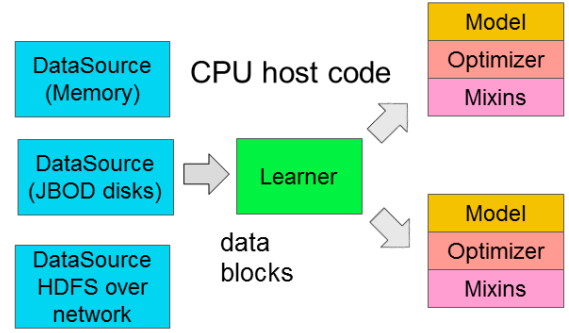 DataSource
(Memory)
CPU host code
Model
Optimizer
Mixins
DataSource
(JBOD disks)
Learner
data
blocks
Model
Optimizer
Mixins
DataSource
HDFS over
network